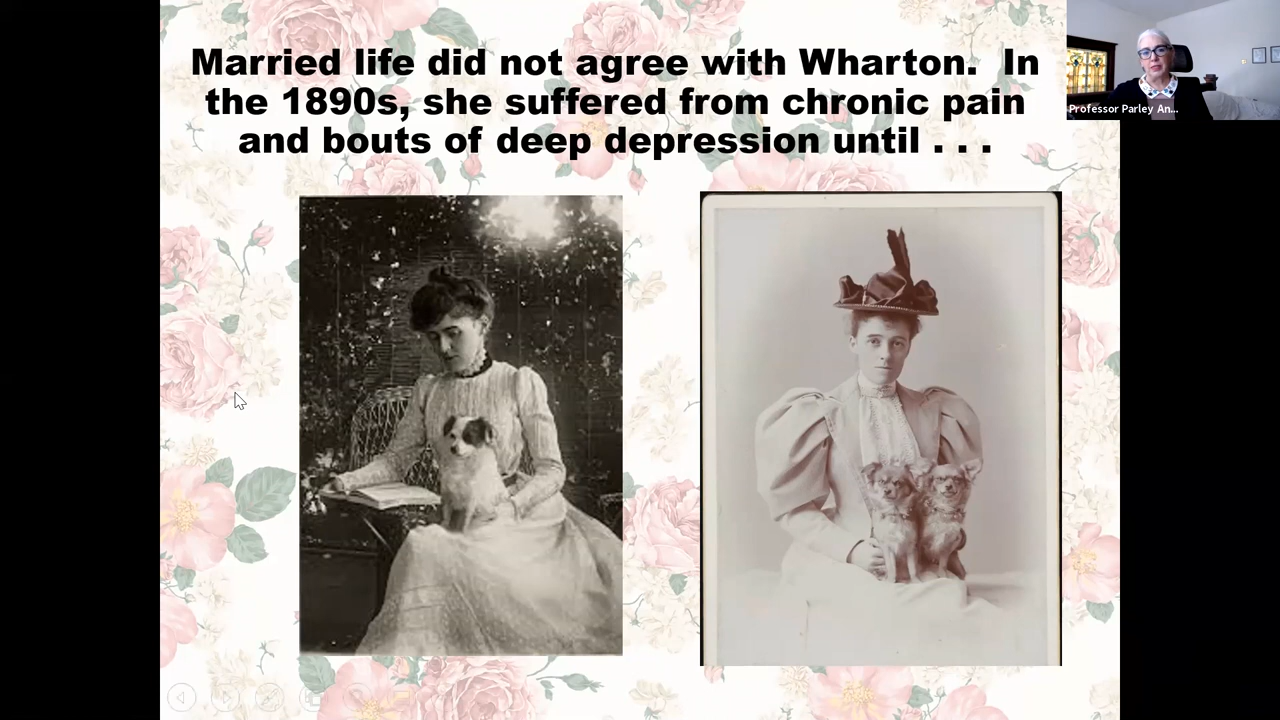 Married life did not agree with Wharton.  In
the 1890s, she suffered from chronic pain
and bouts of deep depression until . . .
Professor Parley An...